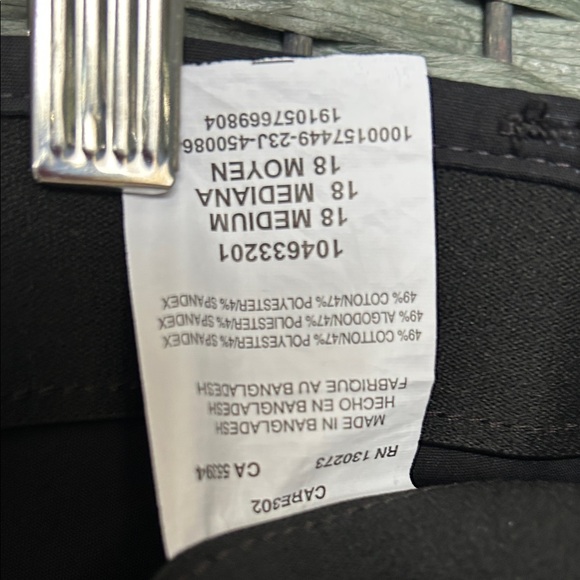 CARE302
RN 130273 CA 55394
MADE IN BANGLADESH
HECHO EN BANGLADESH
FABRIQUE AU BANGLADESH
49% COTTON/47% POLYESTER/4% SPANDEX
49% ALGODON/47% POLIESTER/4% SPANDEX
49% COTON/47% POLYESTER/4% SPANDEX
104633201
18 MEDIUM
18 MEDIANA
18 MOYEN
1000157449-23J-450086
191057669804